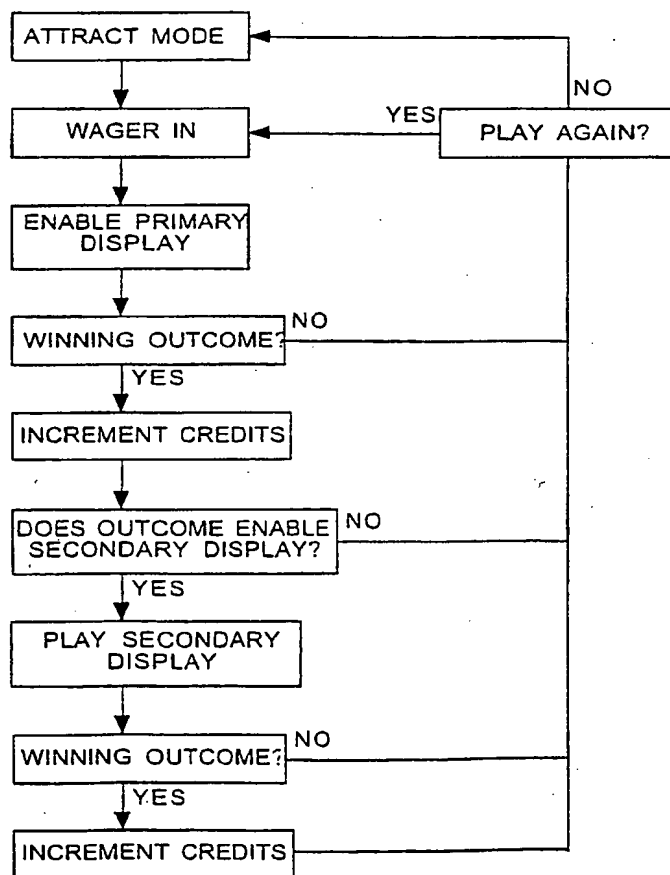 ATTRACT MODE
NO
YES
WAGER IN
PLAY AGAIN?
ENABLE PRIMARY
DISPLAY
NO
WINNING OUTCOME?
YES
INCREMENT CREDITS
NO
DOES OUTCOME ENABLE
SECONDARY DISPLAY?
YES
PLAY SECONDARY
DISPLAY
NO
WINNING OUTCOME?
YES
INCREMENT CREDITS